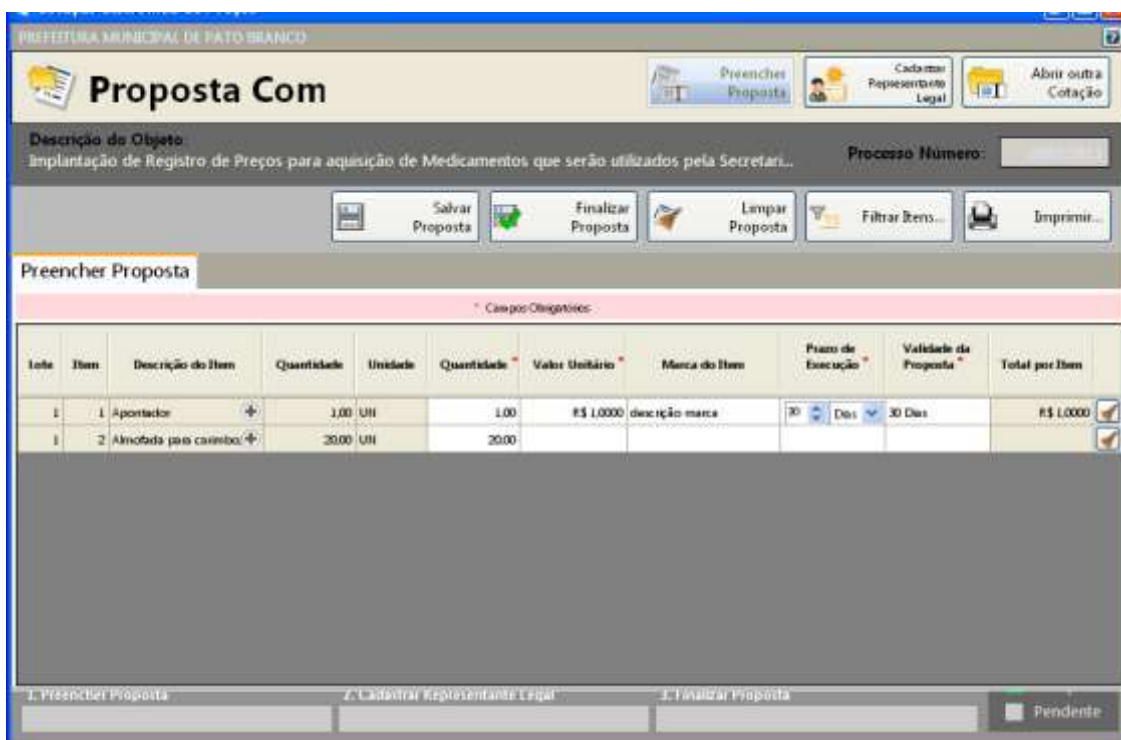 PREFEITURA MUNICIPAL DE PATO BRANCO
Proposta Com
Preencher Proposta
Cadastrar Representante Legal
Abrir outra Cotação
Descrição do Objeto:
Implantação de Registro de Preços para aquisição de Medicamentos que serão utilizados pela Secretari...
Processo Número:
Salvar Proposta
Finalizar Proposta
Limpar Proposta
Filtrar Itens...
Imprimir...
Preencher Proposta
* Campos Obrigatórios
Lote Item Descrição do Item Quantidade Unidade Quantidade * Valor Unitário * Marca do Item Prazo de Execução * Validade da Proposta * Total por Item
1 1 Apontador + 1,00 UN 1,00 R$ 1,0000 descrição marca 30 Dias 30 Dias R$ 1,0000
1 2 Almofada para carimbo, + 20,00 UN 20,00
1. Preencher Proposta
2. Cadastrar Representante Legal
3. Finalizar Proposta
Pendente